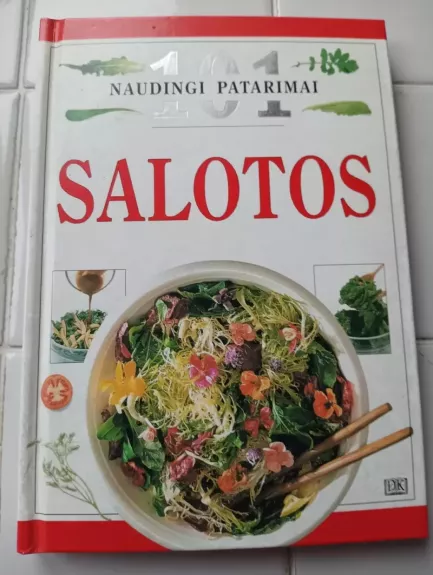 101
NAUDINGI PATARIMAI
SALOTOS
DK